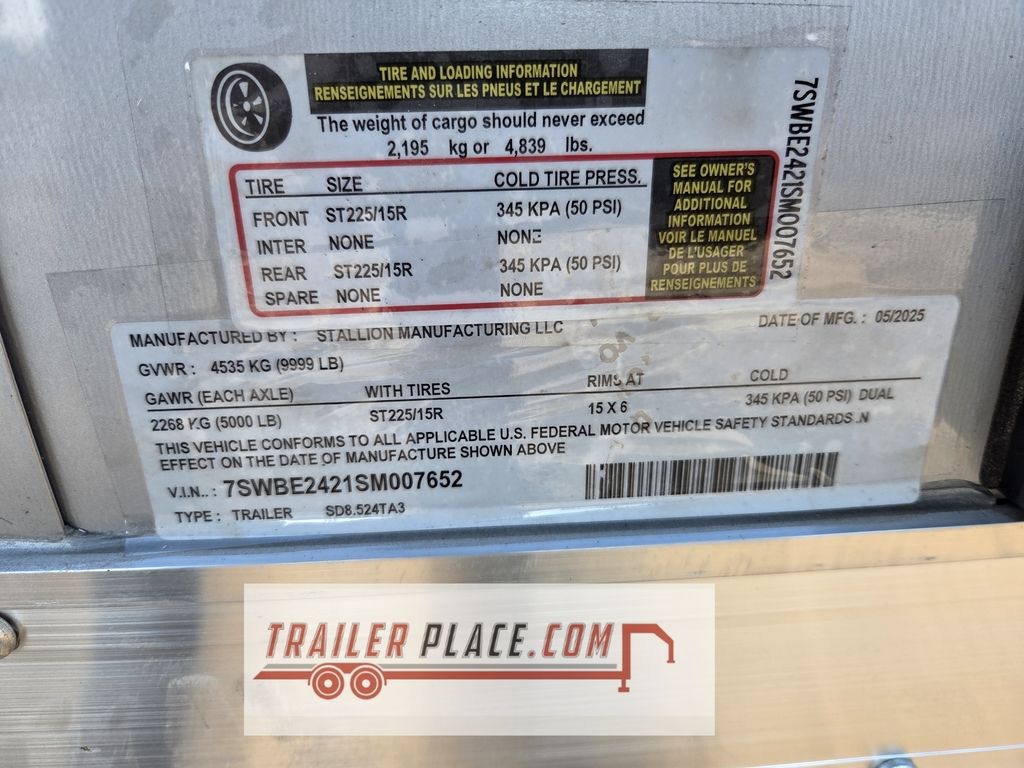 TIRE AND LOADING INFORMATION
RENSEIGNEMENTS SUR LES PNEUS ET LE CHARGEMENT
The weight of cargo should never exceed
2,195 kg or 4,839 lbs.
TIRE SIZE COLD TIRE PRESS.
FRONT ST225/15R 345 KPA (50 PSI)
INTER NONE NONE
REAR ST225/15R 345 KPA (50 PSI)
SPARE NONE NONE
SEE OWNER'S
MANUAL FOR
ADDITIONAL
INFORMATION
VOIR LE MANUEL
DE L'USAGER
POUR PLUS DE
RENSEIGNEMENTS
7SWBE2421SM007652
MANUFACTURED BY: STALLION MANUFACTURING LLC DATE OF MFG.: 05/2025
GVWR: 4535 KG (9999 LB)
GAWR (EACH AXLE) WITH TIRES RIMS AT COLD
2268 KG (5000 LB) ST225/15R 15 X 6 345 KPA (50 PSI) DUAL
THIS VEHICLE CONFORMS TO ALL APPLICABLE U.S. FEDERAL MOTOR VEHICLE SAFETY STANDARDS IN
EFFECT ON THE DATE OF MANUFACTURE SHOWN ABOVE
V.I.N.: 7SWBE2421SM007652
TYPE: TRAILER SD8.524TA3
TRAILER PLACE.COM